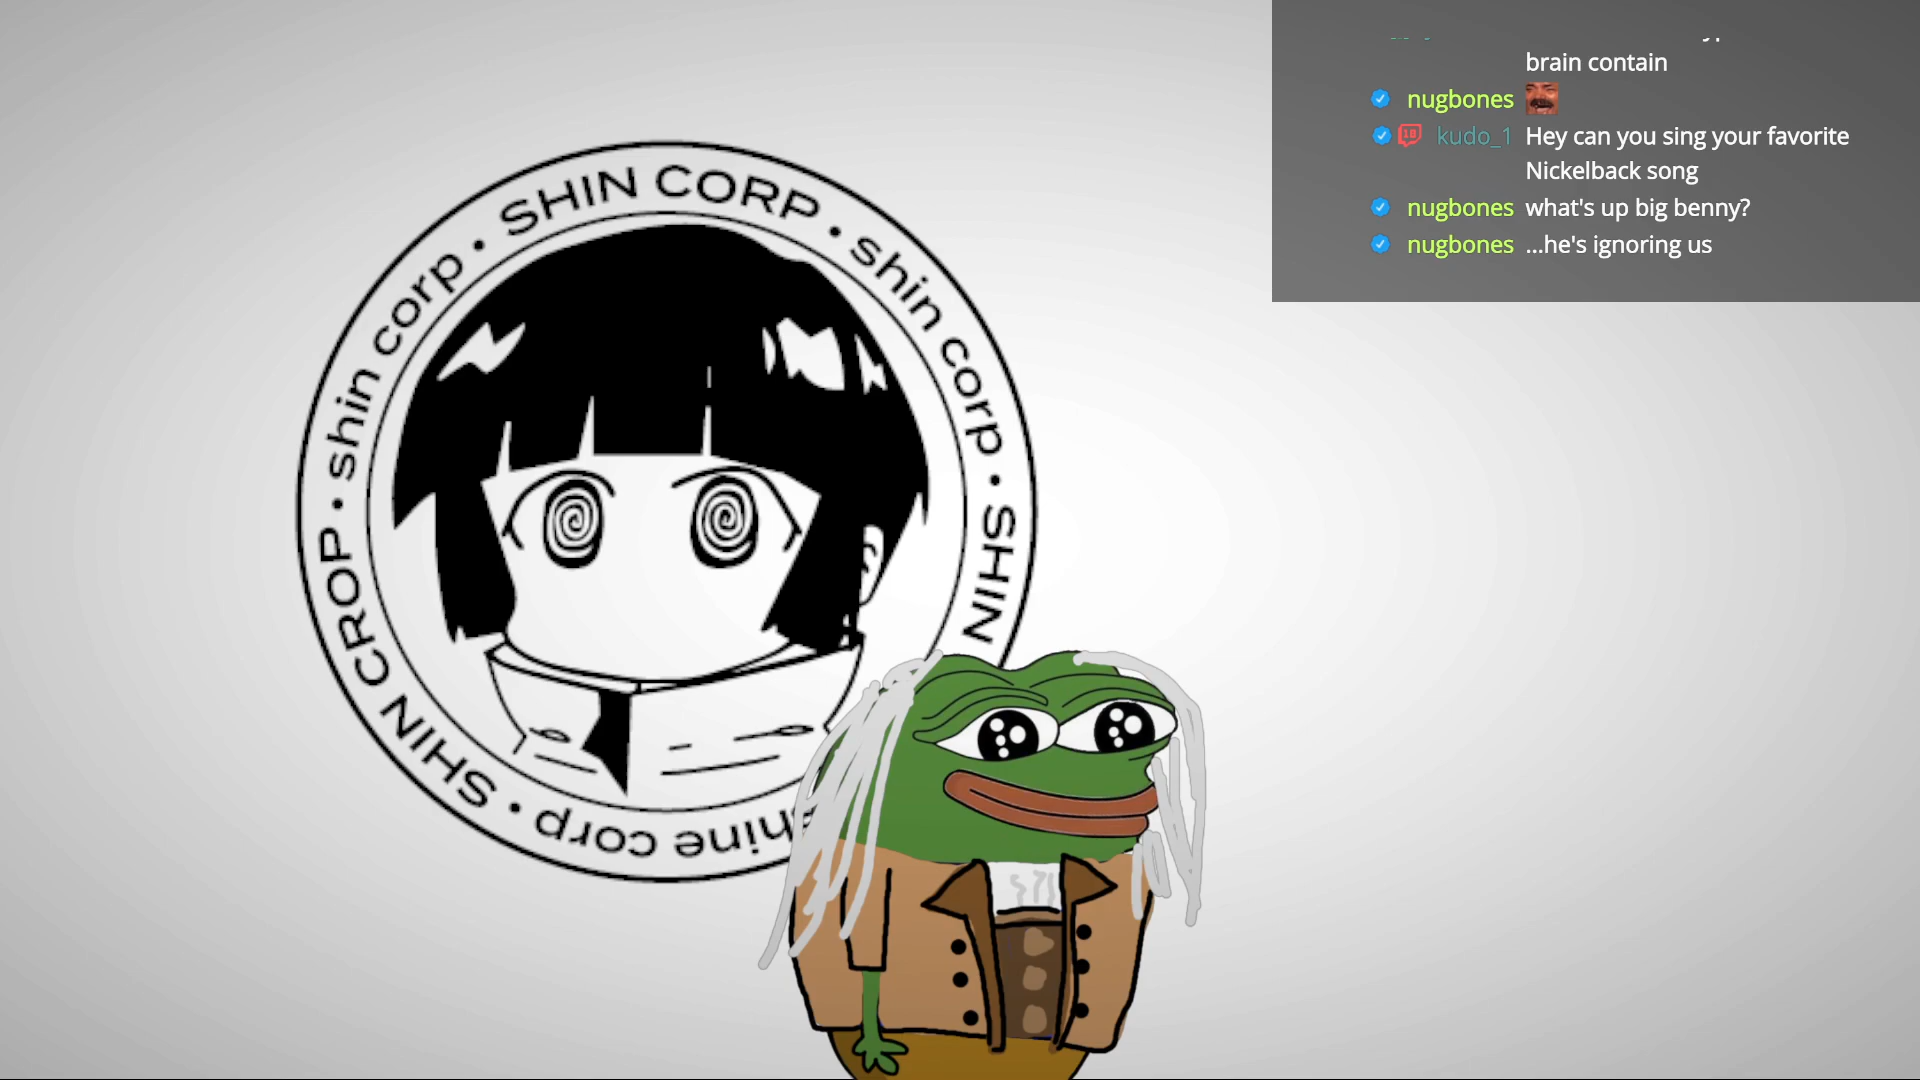 brain contain
nugbones
kudo_1 Hey can you sing your favorite
Nickelback song
nugbones what's up big benny?
nugbones ...he's ignoring us
SHIN CORP • shin corp • SHIN
shine corp • SHIN CROP • shin corp •
18